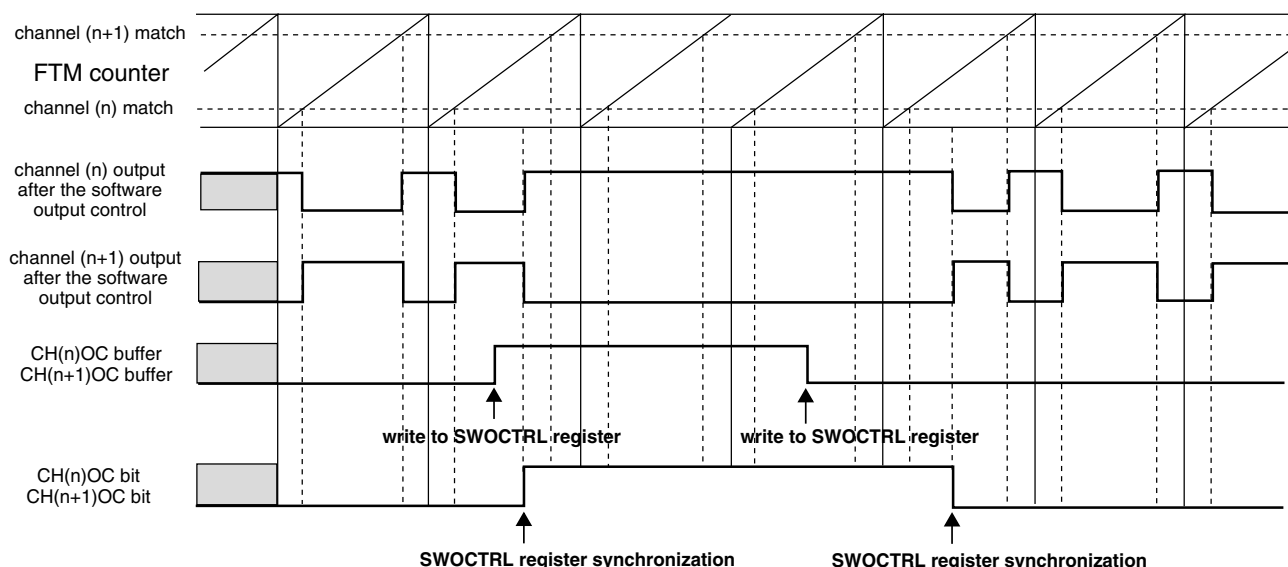 channel (n+1) match
FTM counter
channel (n) match
channel (n) output
after the software
output control
channel (n+1) output
after the software
output control
CH(n)OC buffer
CH(n+1)OC buffer
write to SWOCTRL register
write to SWOCTRL register
CH(n)OC bit
CH(n+1)OC bit
SWOCTRL register synchronization
SWOCTRL register synchronization